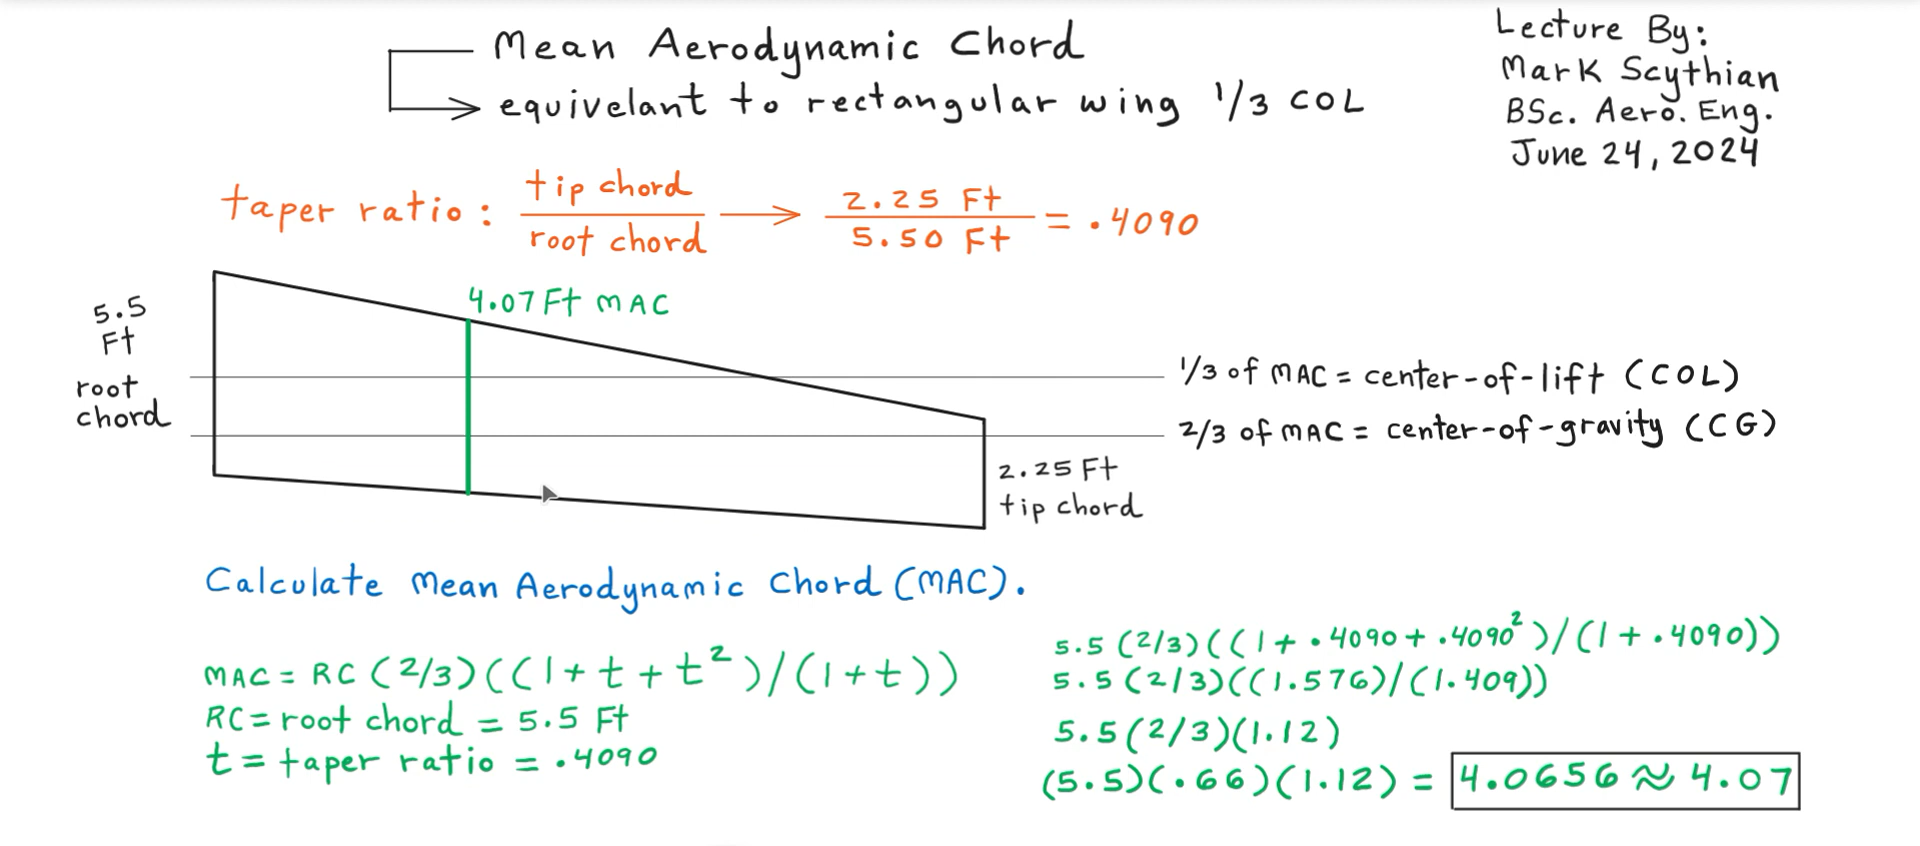 Mean Aerodynamic Chord
equivelant to rectangular wing 1/3 COL
Lecture By:
Mark Scythian
BSc. Aero. Eng.
June 24, 2024
taper ratio: tip chord / root chord → 2.25 Ft / 5.50 Ft = .4090
5.5
Ft
root
chord
4.07 Ft MAC
1/3 of MAC = center-of-lift (COL)
2/3 of MAC = center-of-gravity (CG)
2.25 Ft
tip chord
Calculate Mean Aerodynamic Chord (MAC).
MAC = RC (2/3)((1+t+t²)/(1+t))
RC = root chord = 5.5 Ft
t = taper ratio = .4090
5.5 (2/3)((1+.4090+.4090²)/(1+.4090))
5.5 (2/3)((1.576)/(1.409))
5.5 (2/3)(1.12)
(5.5)(.66)(1.12) = 4.0656 ≈ 4.07